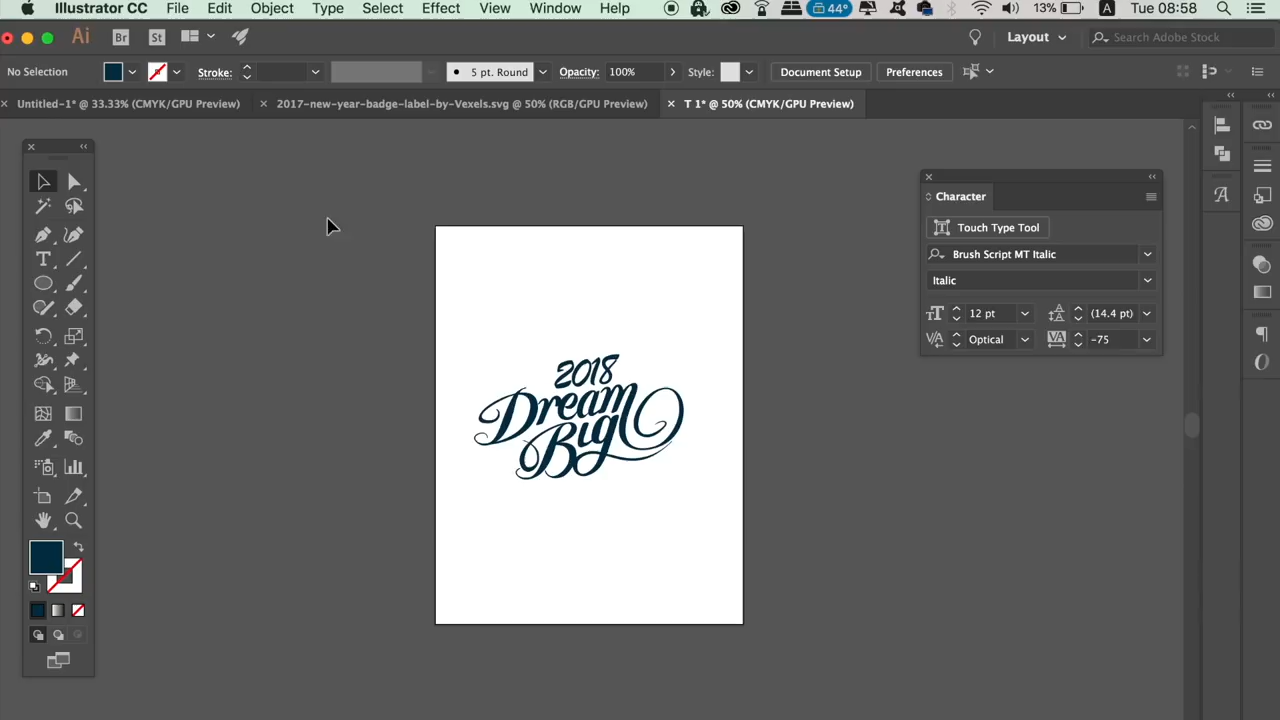 Illustrator CC File Edit Object Type Select Effect View Window Help 44° 13% A Tue 08:58
Ai Br St Layout Search Adobe Stock
No Selection Stroke: 5 pt. Round Opacity: 100% Style: Document Setup Preferences
Untitled-1* @ 33.33% (CMYK/GPU Preview) 2017-new-year-badge-label-by-Vexels.svg @ 50% (RGB/GPU Preview) T 1* @ 50% (CMYK/GPU Preview)
Character
Touch Type Tool
Brush Script MT Italic
Italic
12 pt (14.4 pt)
Optical -75
2018
Dream
Big